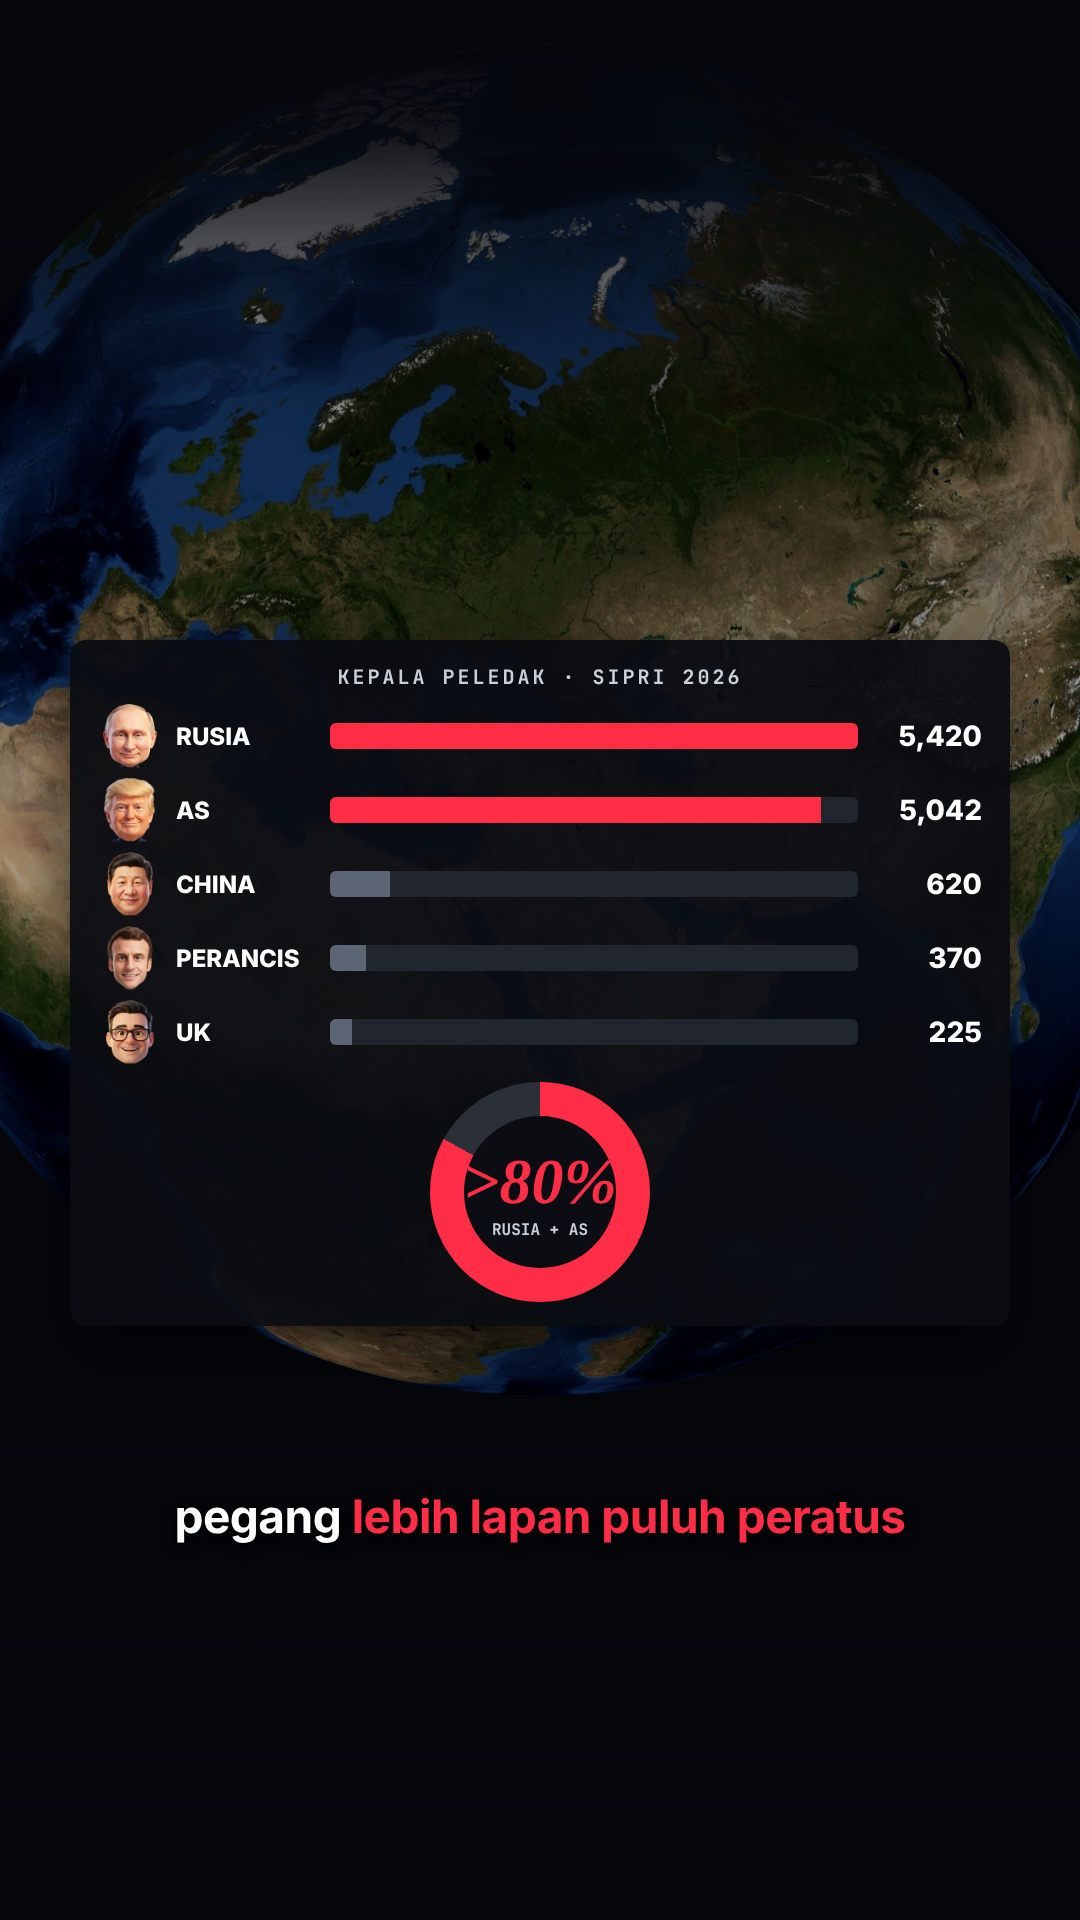 KEPALA PELEDAK · SIPRI 2026
RUSIA 5,420
AS 5,042
CHINA 620
PERANCIS 370
UK 225
>80%
RUSIA + AS
pegang lebih lapan puluh peratus